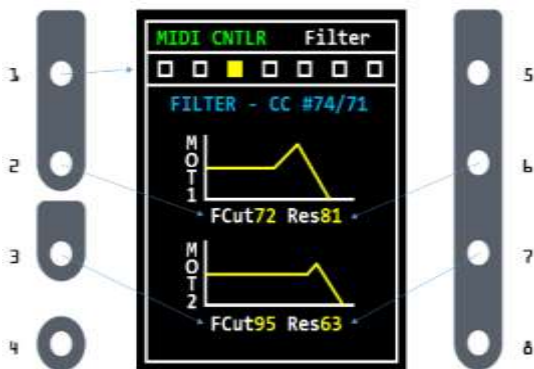 MIDI CNTLR Filter
1
5
FILTER - CC #74/71
MOT1
2
6
FCut72 Res81
MOT2
3
7
FCut95 Res63
4
8